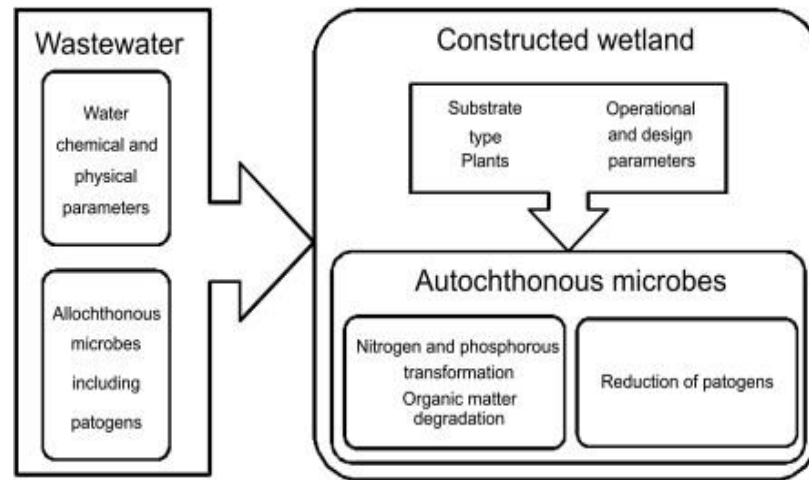 Wastewater
Water
chemical and
physical
parameters
Allochthonous
microbes
including
patogens
Constructed wetland
Substrate
type
Plants
Operational
and design
parameters
Autochthonous microbes
Nitrogen and phosphorous
transformation
Organic matter
degradation
Reduction of patogens